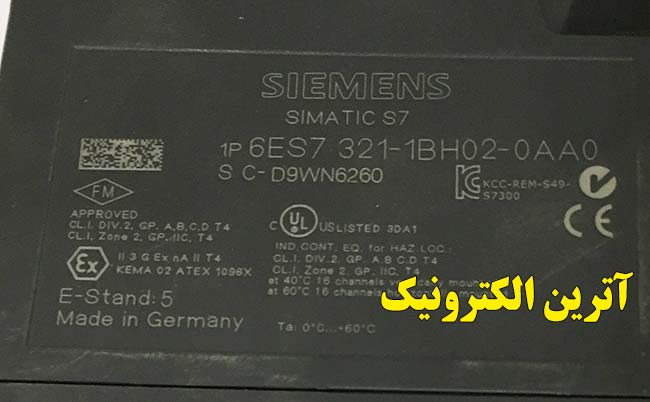 SIEMENS
SIMATIC S7
1P 6ES7 321-1BH02-0AA0
S C-D9WN6260
KCC-REM-S49-
S7300
FM
APPROVED
CL.I, DIV.2, GP. A,B,C,D T4
CL.I, Zone 2, GP. IIC, T4
C UL US LISTED 3DA1
IND.CONT. EQ. for HAZ.LOC.:
CL.I, DIV.2, GP. A,B,C,D T4
CL.I, Zone 2, GP. IIC, T4
at 40°C 16 channels vertically
at 60°C 16 channels
CE
Ex
II 3 G Ex nA II T4
KEMA 02 ATEX 1096X
E-Stand: 5
Made in Germany
Ta: 0°C...+60°C
آترین الکترونیک